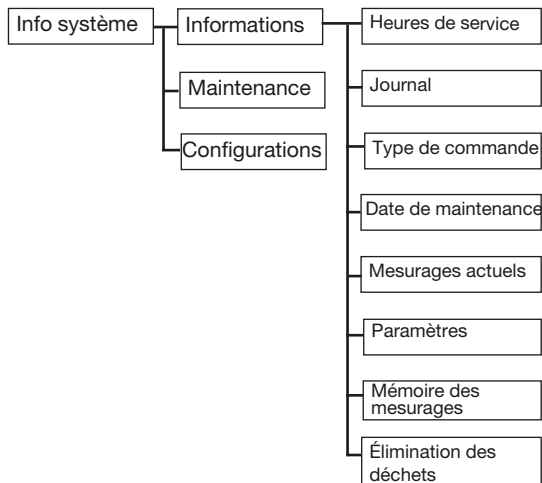 Info système
Informations
Heures de service
Maintenance
Journal
Configurations
Type de commande
Date de maintenance
Mesurages actuels
Paramètres
Mémoire des
mesurages
Élimination des
déchets